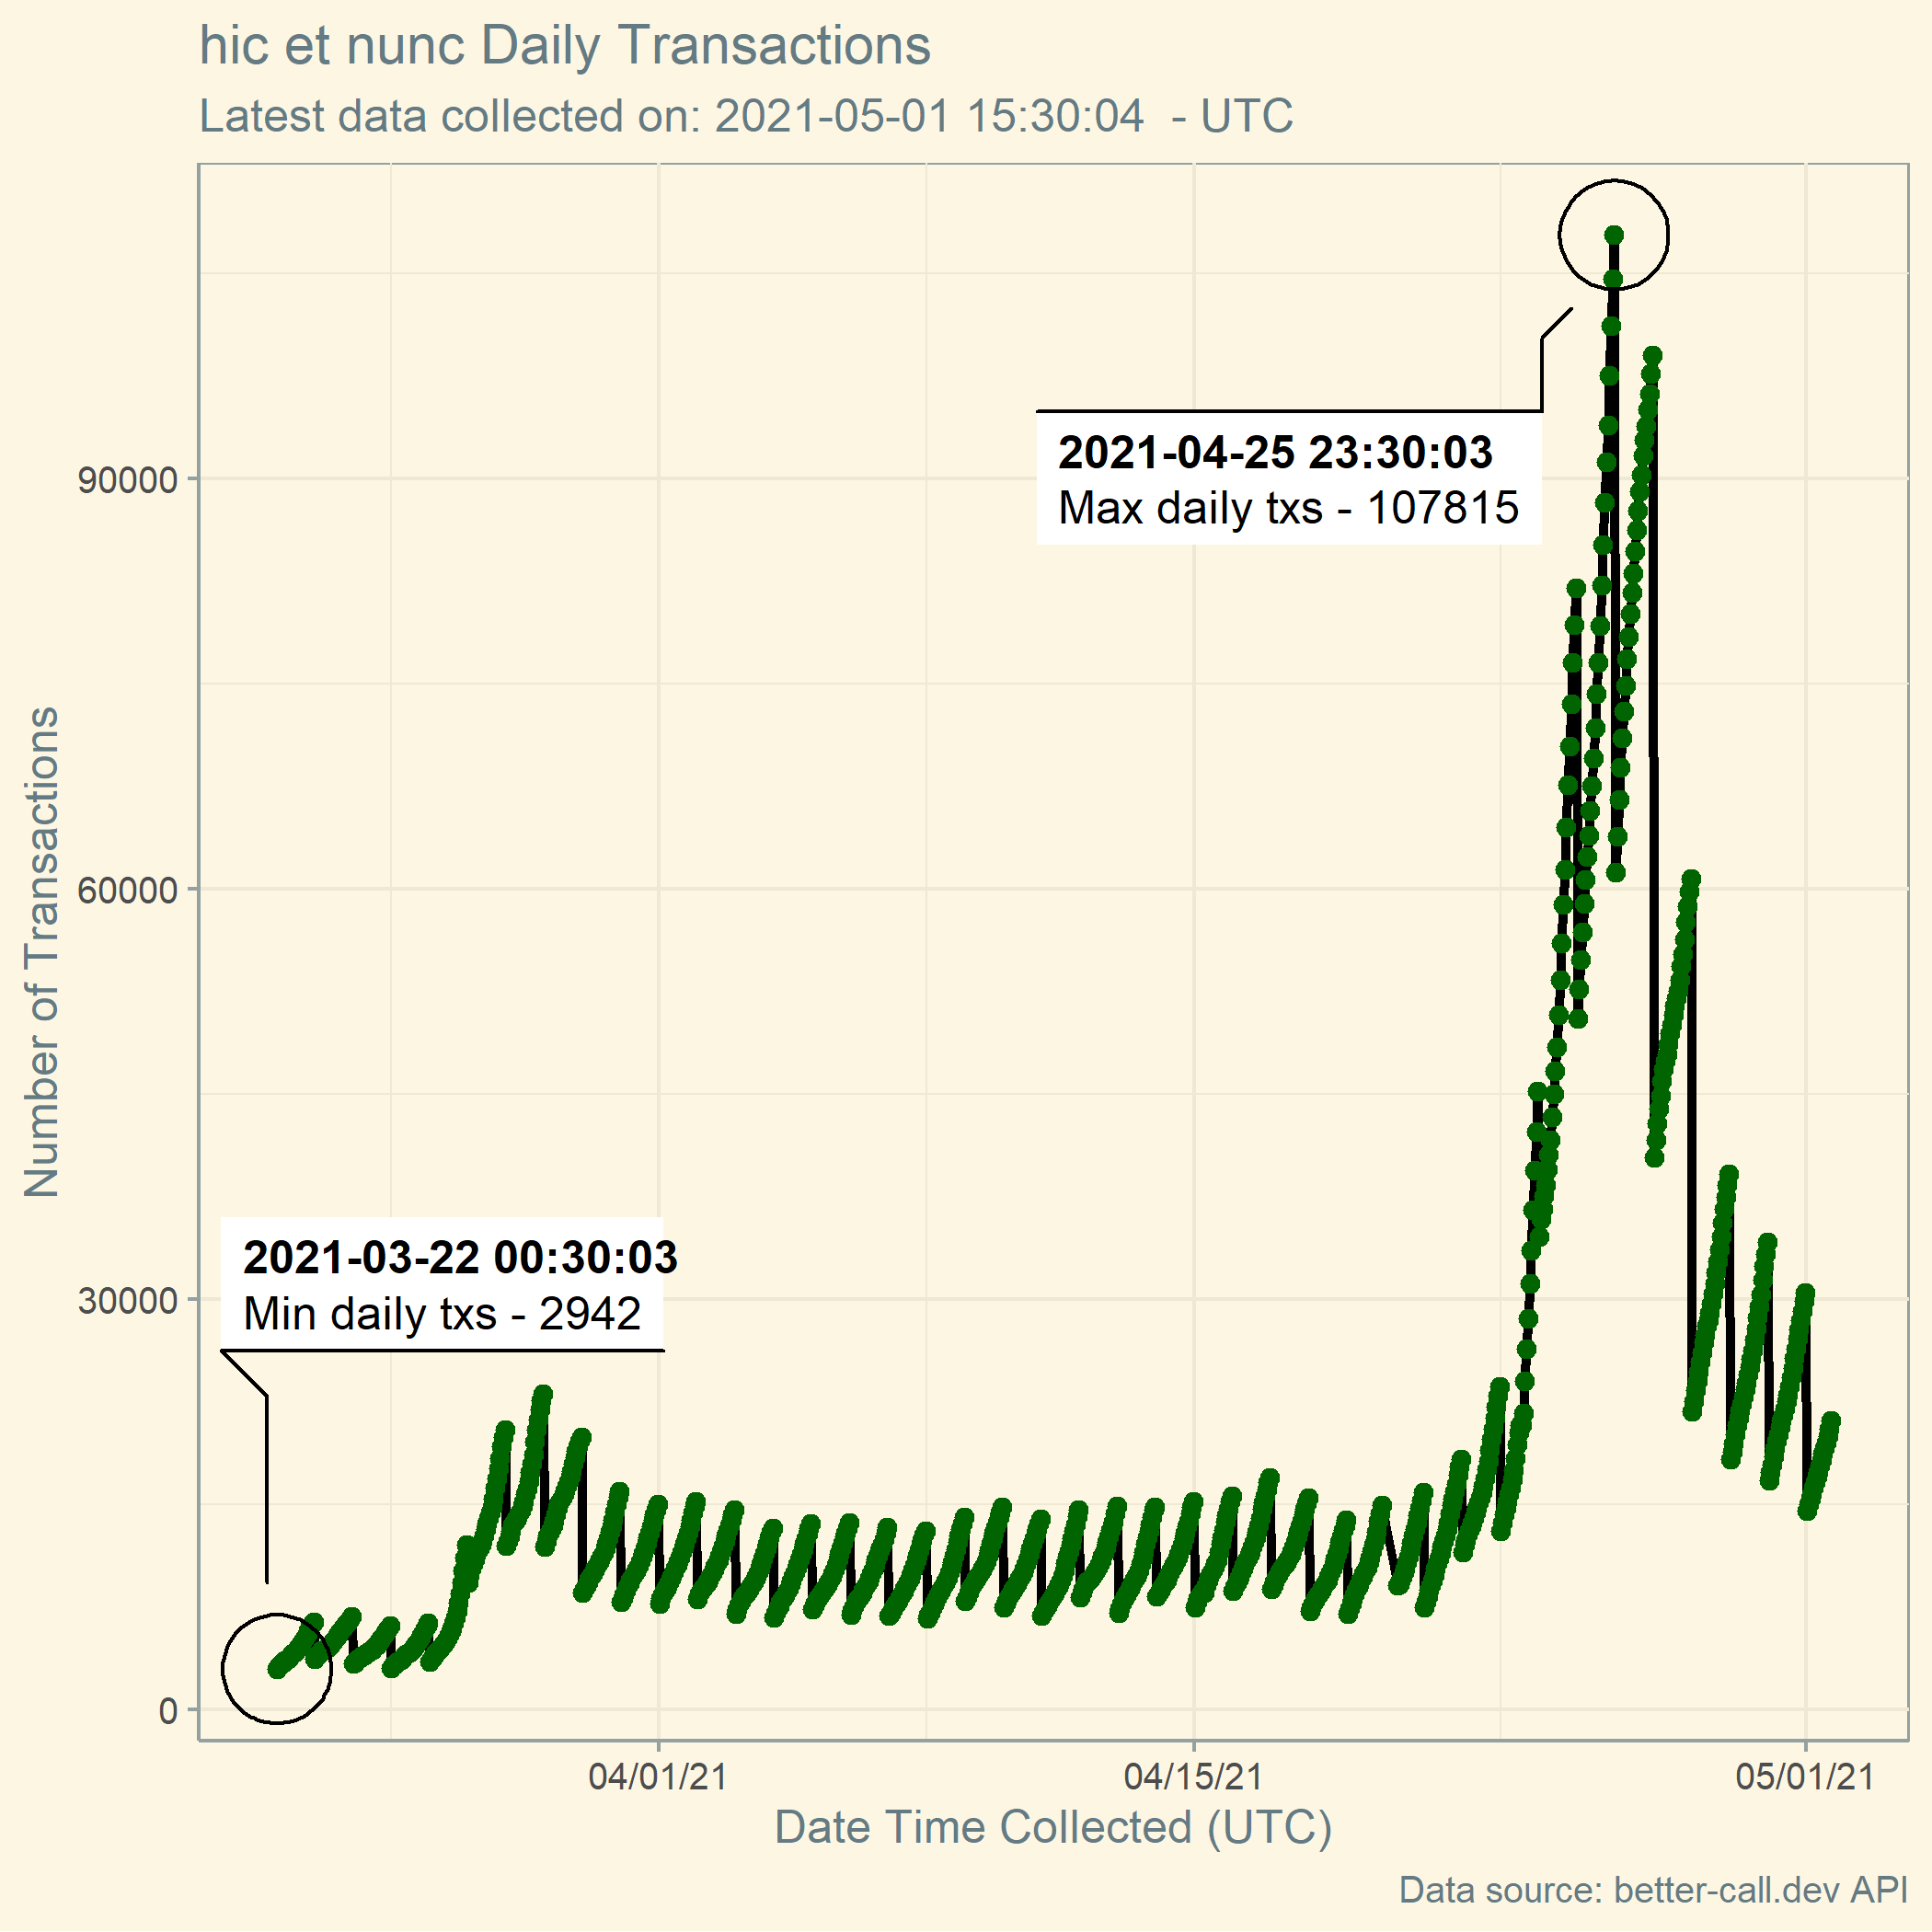 hic et nunc Daily Transactions
Latest data collected on: 2021-05-01 15:30:04  - UTC
2021-04-25 23:30:03
Max daily txs - 107815
2021-03-22 00:30:03
Min daily txs - 2942
Number of Transactions
90000
60000
30000
0
04/01/21
04/15/21
05/01/21
Date Time Collected (UTC)
Data source: better-call.dev API